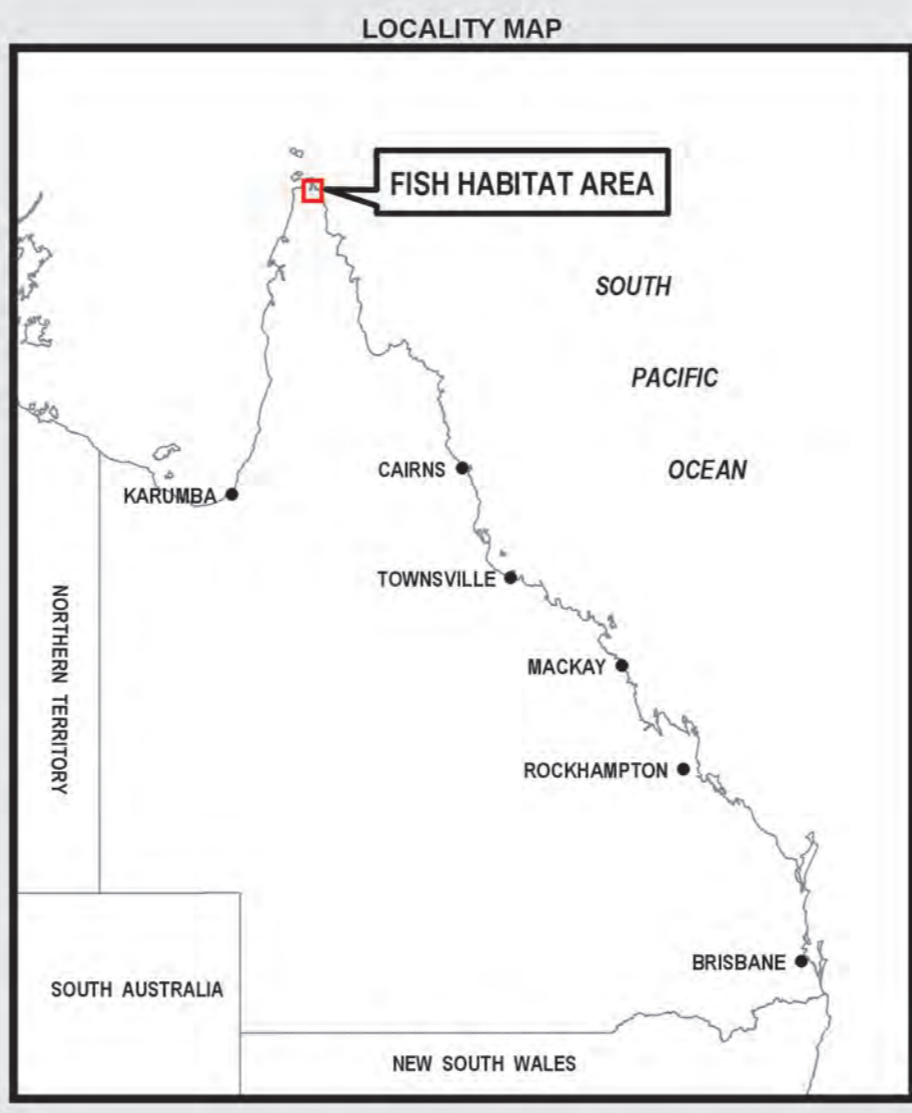 LOCALITY MAP
FISH HABITAT AREA
SOUTH
PACIFIC
OCEAN
CAIRNS
KARUMBA
TOWNSVILLE
NORTHERN TERRITORY
MACKAY
ROCKHAMPTON
BRISBANE
SOUTH AUSTRALIA
NEW SOUTH WALES